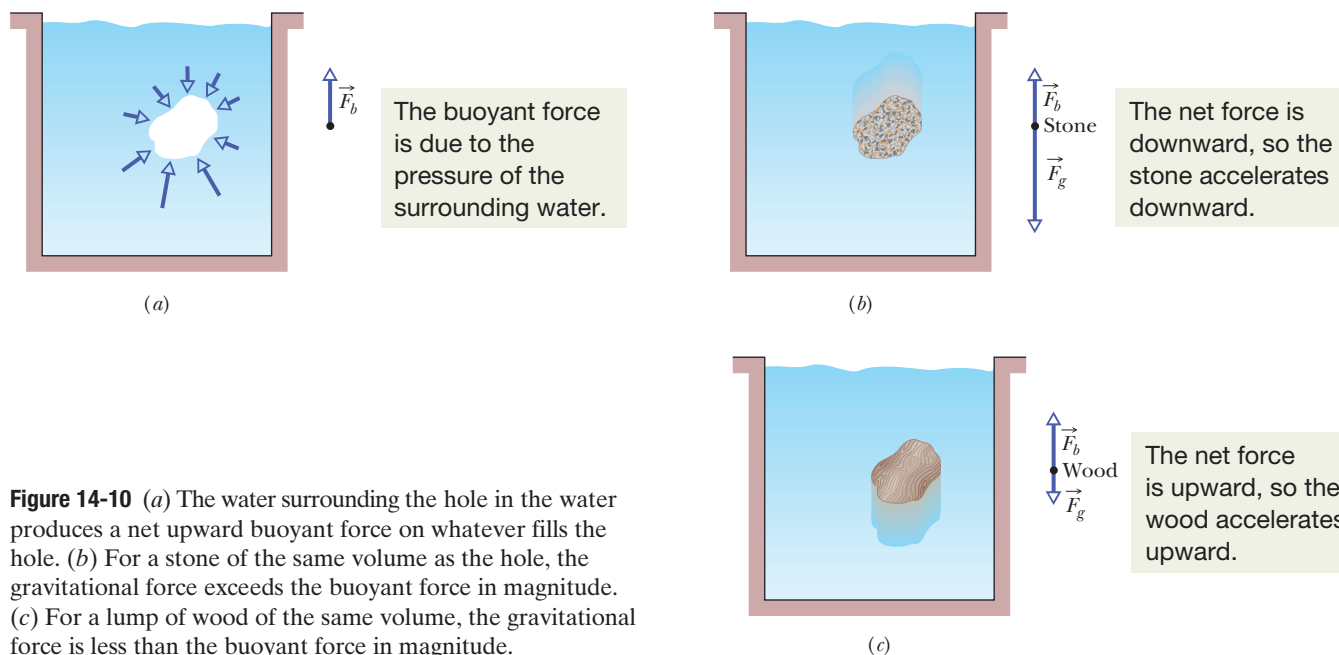 F_b
The buoyant force
is due to the
pressure of the
surrounding water.
(a)
F_b
Stone
F_g
The net force is
downward, so the
stone accelerates
downward.
(b)
F_b
Wood
F_g
The net force
is upward, so the
wood accelerates
upward.
(c)
Figure 14-10 (a) The water surrounding the hole in the water
produces a net upward buoyant force on whatever fills the
hole. (b) For a stone of the same volume as the hole, the
gravitational force exceeds the buoyant force in magnitude.
(c) For a lump of wood of the same volume, the gravitational
force is less than the buoyant force in magnitude.